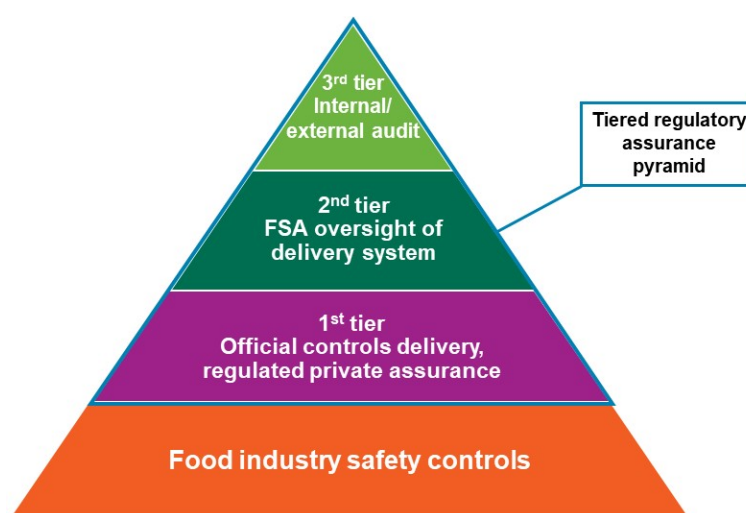 3rd tier
Internal/
external audit
Tiered regulatory
assurance
pyramid
2nd tier
FSA oversight of
delivery system
1st tier
Official controls delivery,
regulated private assurance
Food industry safety controls